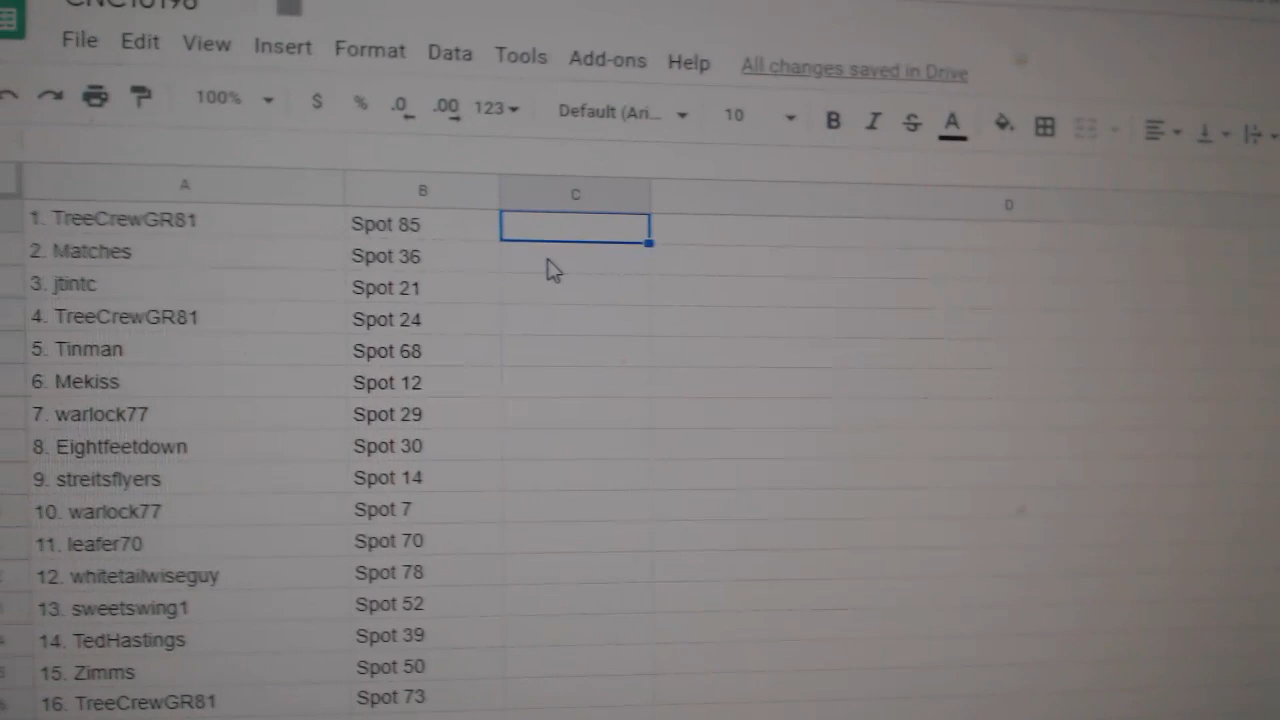 File Edit View Insert Format Data Tools Add-ons Help All changes saved in Drive
100% $ % .0 .00 123 Default (Ari... 10 B I S A
A B C D
1. TreeCrewGR81 Spot 85
2. Matches Spot 36
3. jtintc Spot 21
4. TreeCrewGR81 Spot 24
5. Tinman Spot 68
6. Mekiss Spot 12
7. warlock77 Spot 29
8. Eightfeetdown Spot 30
9. streitsflyers Spot 14
10. warlock77 Spot 7
11. leafer70 Spot 70
12. whitetailwiseguy Spot 78
13. sweetswing1 Spot 52
14. TedHastings Spot 39
15. Zimms Spot 50
16. TreeCrewGR81 Spot 73